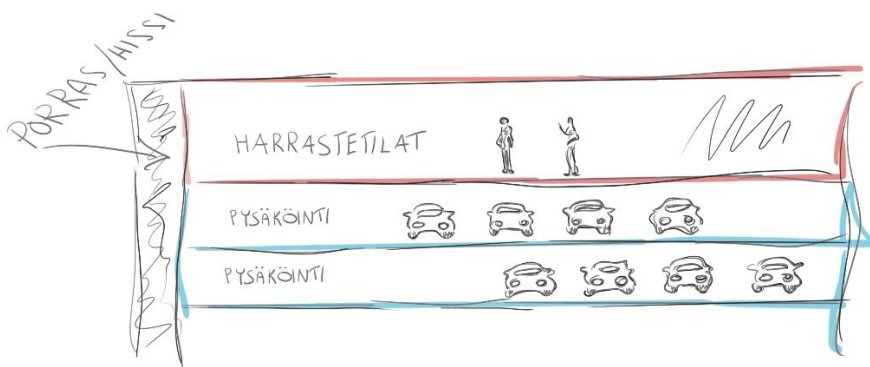 PORRAS/HISSI
HARRASTETILAT
PYSÄKÖINTI
PYSÄKÖINTI